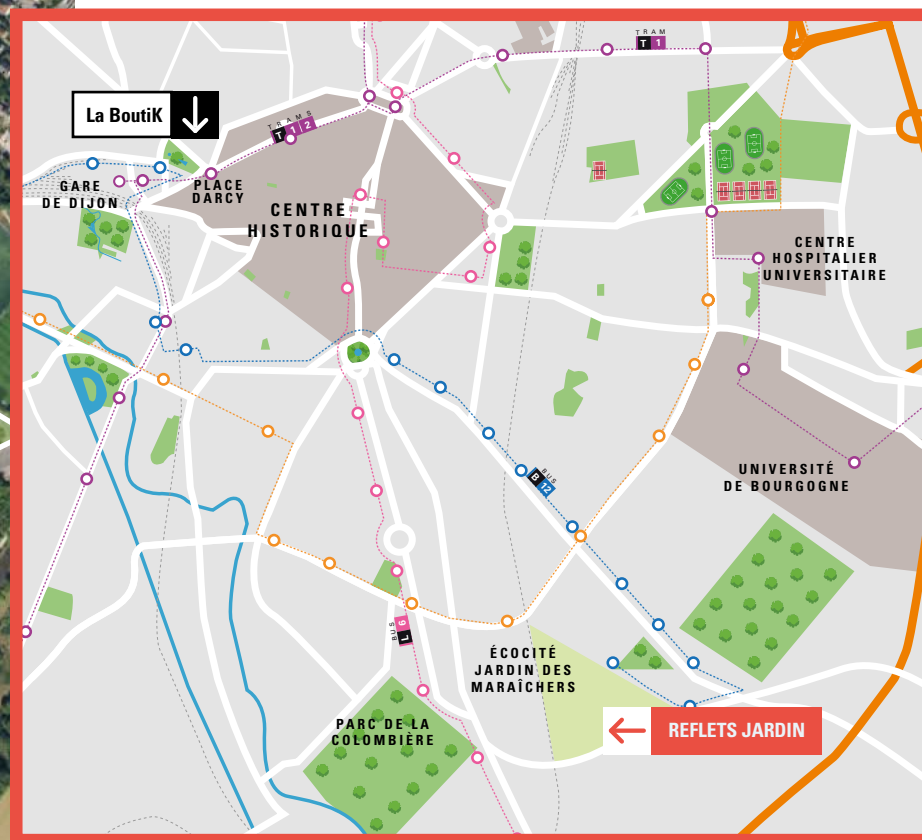 TRAM
T 1
La BoutiK
TRAMS
T 1 2
GARE
DE DIJON
PLACE
DARCY
CENTRE
HISTORIQUE
CENTRE
HOSPITALIER
UNIVERSITAIRE
BUS
B 12
UNIVERSITÉ
DE BOURGOGNE
L 6
BUS
ÉCOCITÉ
JARDIN DES
MARAÎCHERS
PARC DE LA
COLOMBIÈRE
REFLETS JARDIN